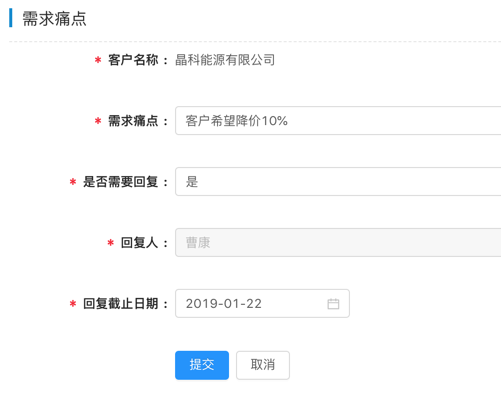 需求痛点
* 客户名称： 晶科能源有限公司
* 需求痛点： 客户希望降价10%
* 是否需要回复： 是
* 回复人： 曹康
* 回复截止日期： 2019-01-22
提交 取消